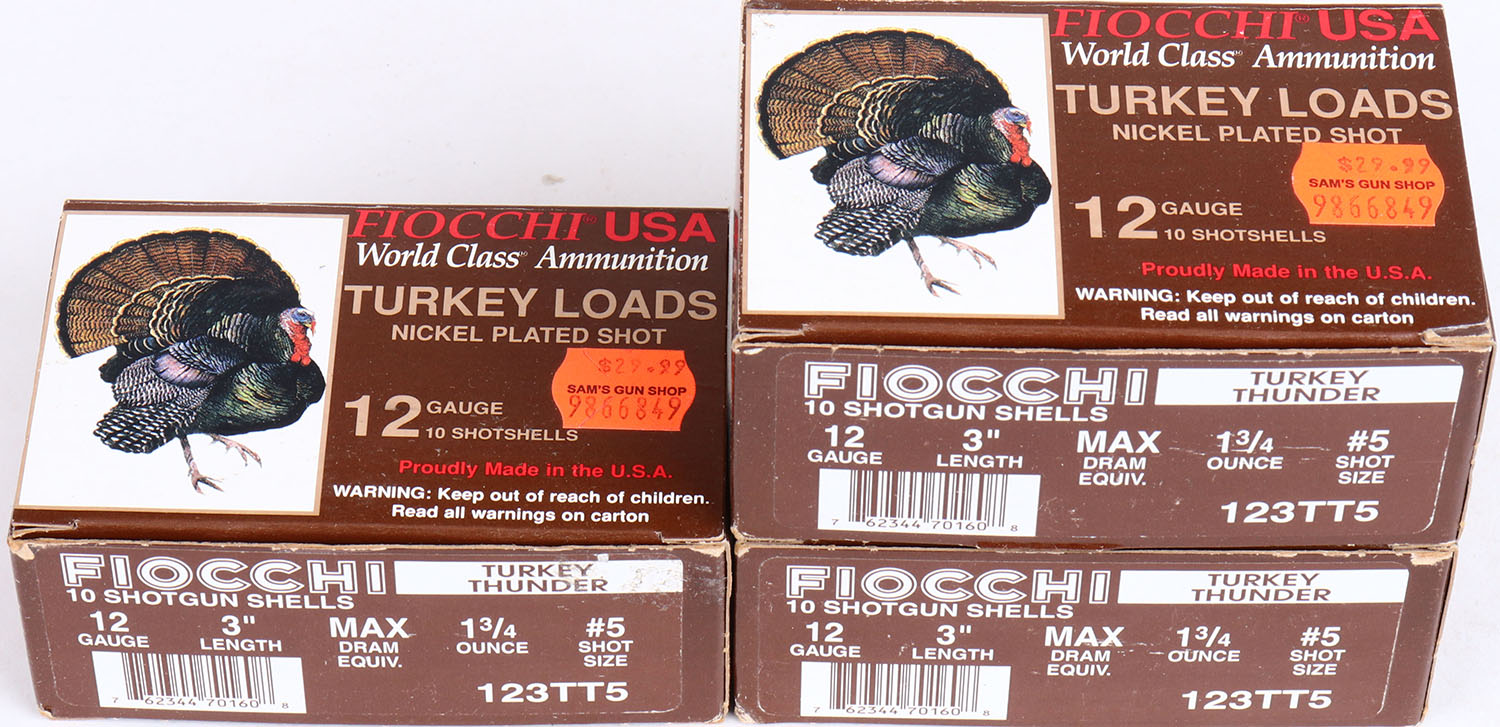 FIOCCHI® USA
World Class℠ Ammunition
TURKEY LOADS
NICKEL PLATED SHOT
$29.99
SAM'S GUN SHOP
9866849
12 GAUGE
10 SHOTSHELLS
Proudly Made in the U.S.A.
WARNING: Keep out of reach of children.
Read all warnings on carton
FIOCCHI
TURKEY
THUNDER
10 SHOTGUN SHELLS
12 3" MAX 1 3/4 #5
GAUGE LENGTH DRAM OUNCE SHOT
EQUIV. SIZE
7 62344 70160 8
123TT5
FIOCCHI® USA
World Class℠ Ammunition
TURKEY LOADS
NICKEL PLATED SHOT
$29.99
SAM'S GUN SHOP
9866849
12 GAUGE
10 SHOTSHELLS
Proudly Made in the U.S.A.
WARNING: Keep out of reach of children.
Read all warnings on carton
FIOCCHI
TURKEY
THUNDER
10 SHOTGUN SHELLS
12 3" MAX 1 3/4 #5
GAUGE LENGTH DRAM OUNCE SHOT
EQUIV. SIZE
7 62344 70160 8
123TT5
FIOCCHI
TURKEY
THUNDER
10 SHOTGUN SHELLS
12 3" MAX 1 3/4 #5
GAUGE LENGTH DRAM OUNCE SHOT
EQUIV. SIZE
7 62344 70160 8
123TT5